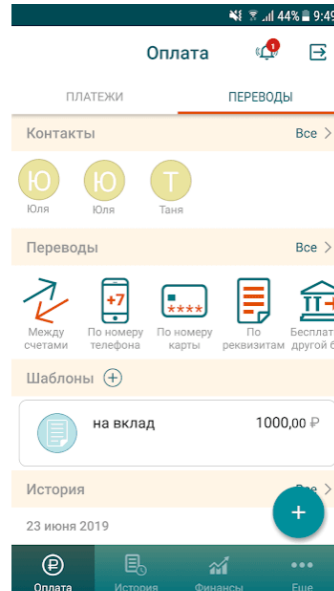 44% 9:49
Оплата
1
ПЛАТЕЖИ
ПЕРЕВОДЫ
Контакты
Все >
Ю
Ю
Т
Юля
Юля
Таня
Переводы
Все >
+7
****
Между
счетами
По номеру
телефона
По номеру
карты
По
реквизитам
Бесплат
другой б
Шаблоны +
на вклад
1000,00 ₽
История
Все >
23 июня 2019
+
₽
Оплата
История
Финансы
Еще